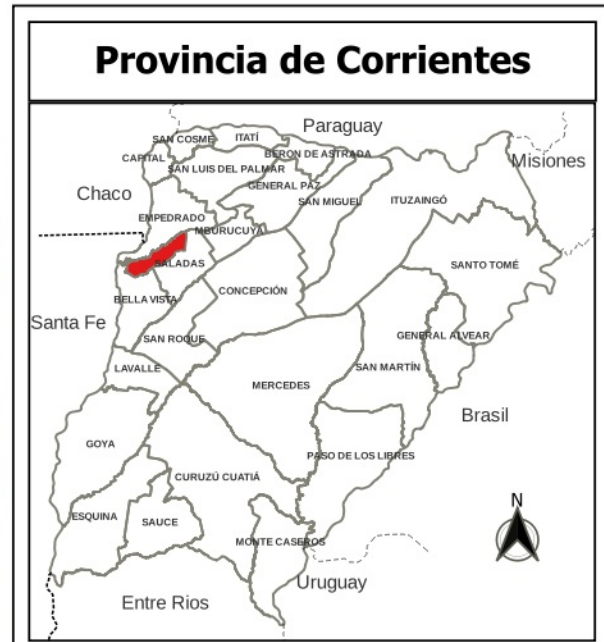 Provincia de Corrientes
Paraguay
SAN COSME
ITATÍ
CAPITAL
SAN LUIS DEL PALMAR
BERON DE ASTRADA
Misiones
Chaco
GENERAL PAZ
SAN MIGUEL
ITUZAINGÓ
EMPEDRADO
MBURUCUYA
SALADAS
SANTO TOMÉ
BELLA VISTA
CONCEPCIÓN
Santa Fe
SAN ROQUE
GENERAL ALVEAR
LAVALLE
SAN MARTÍN
MERCEDES
Brasil
GOYA
PASO DE LOS LIBRES
CURUZÚ CUATIÁ
N
ESQUINA
SAUCE
MONTE CASEROS
Uruguay
Entre Rios